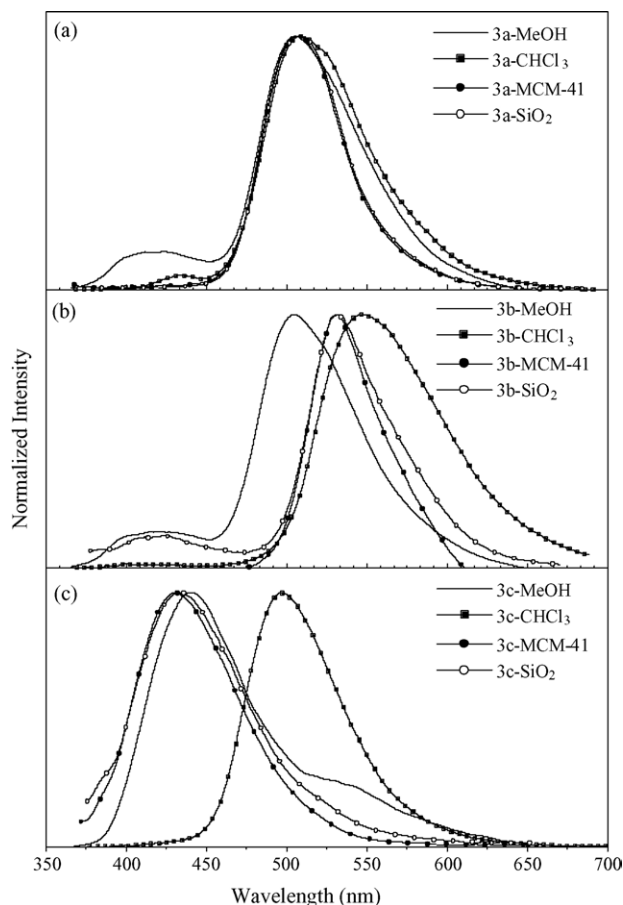 (a)
3a-MeOH
3a-CHCl₃
3a-MCM-41
3a-SiO₂
(b)
3b-MeOH
3b-CHCl₃
3b-MCM-41
3b-SiO₂
(c)
3c-MeOH
3c-CHCl₃
3c-MCM-41
3c-SiO₂
Normalized Intensity
350 400 450 500 550 600 650 700
Wavelength (nm)